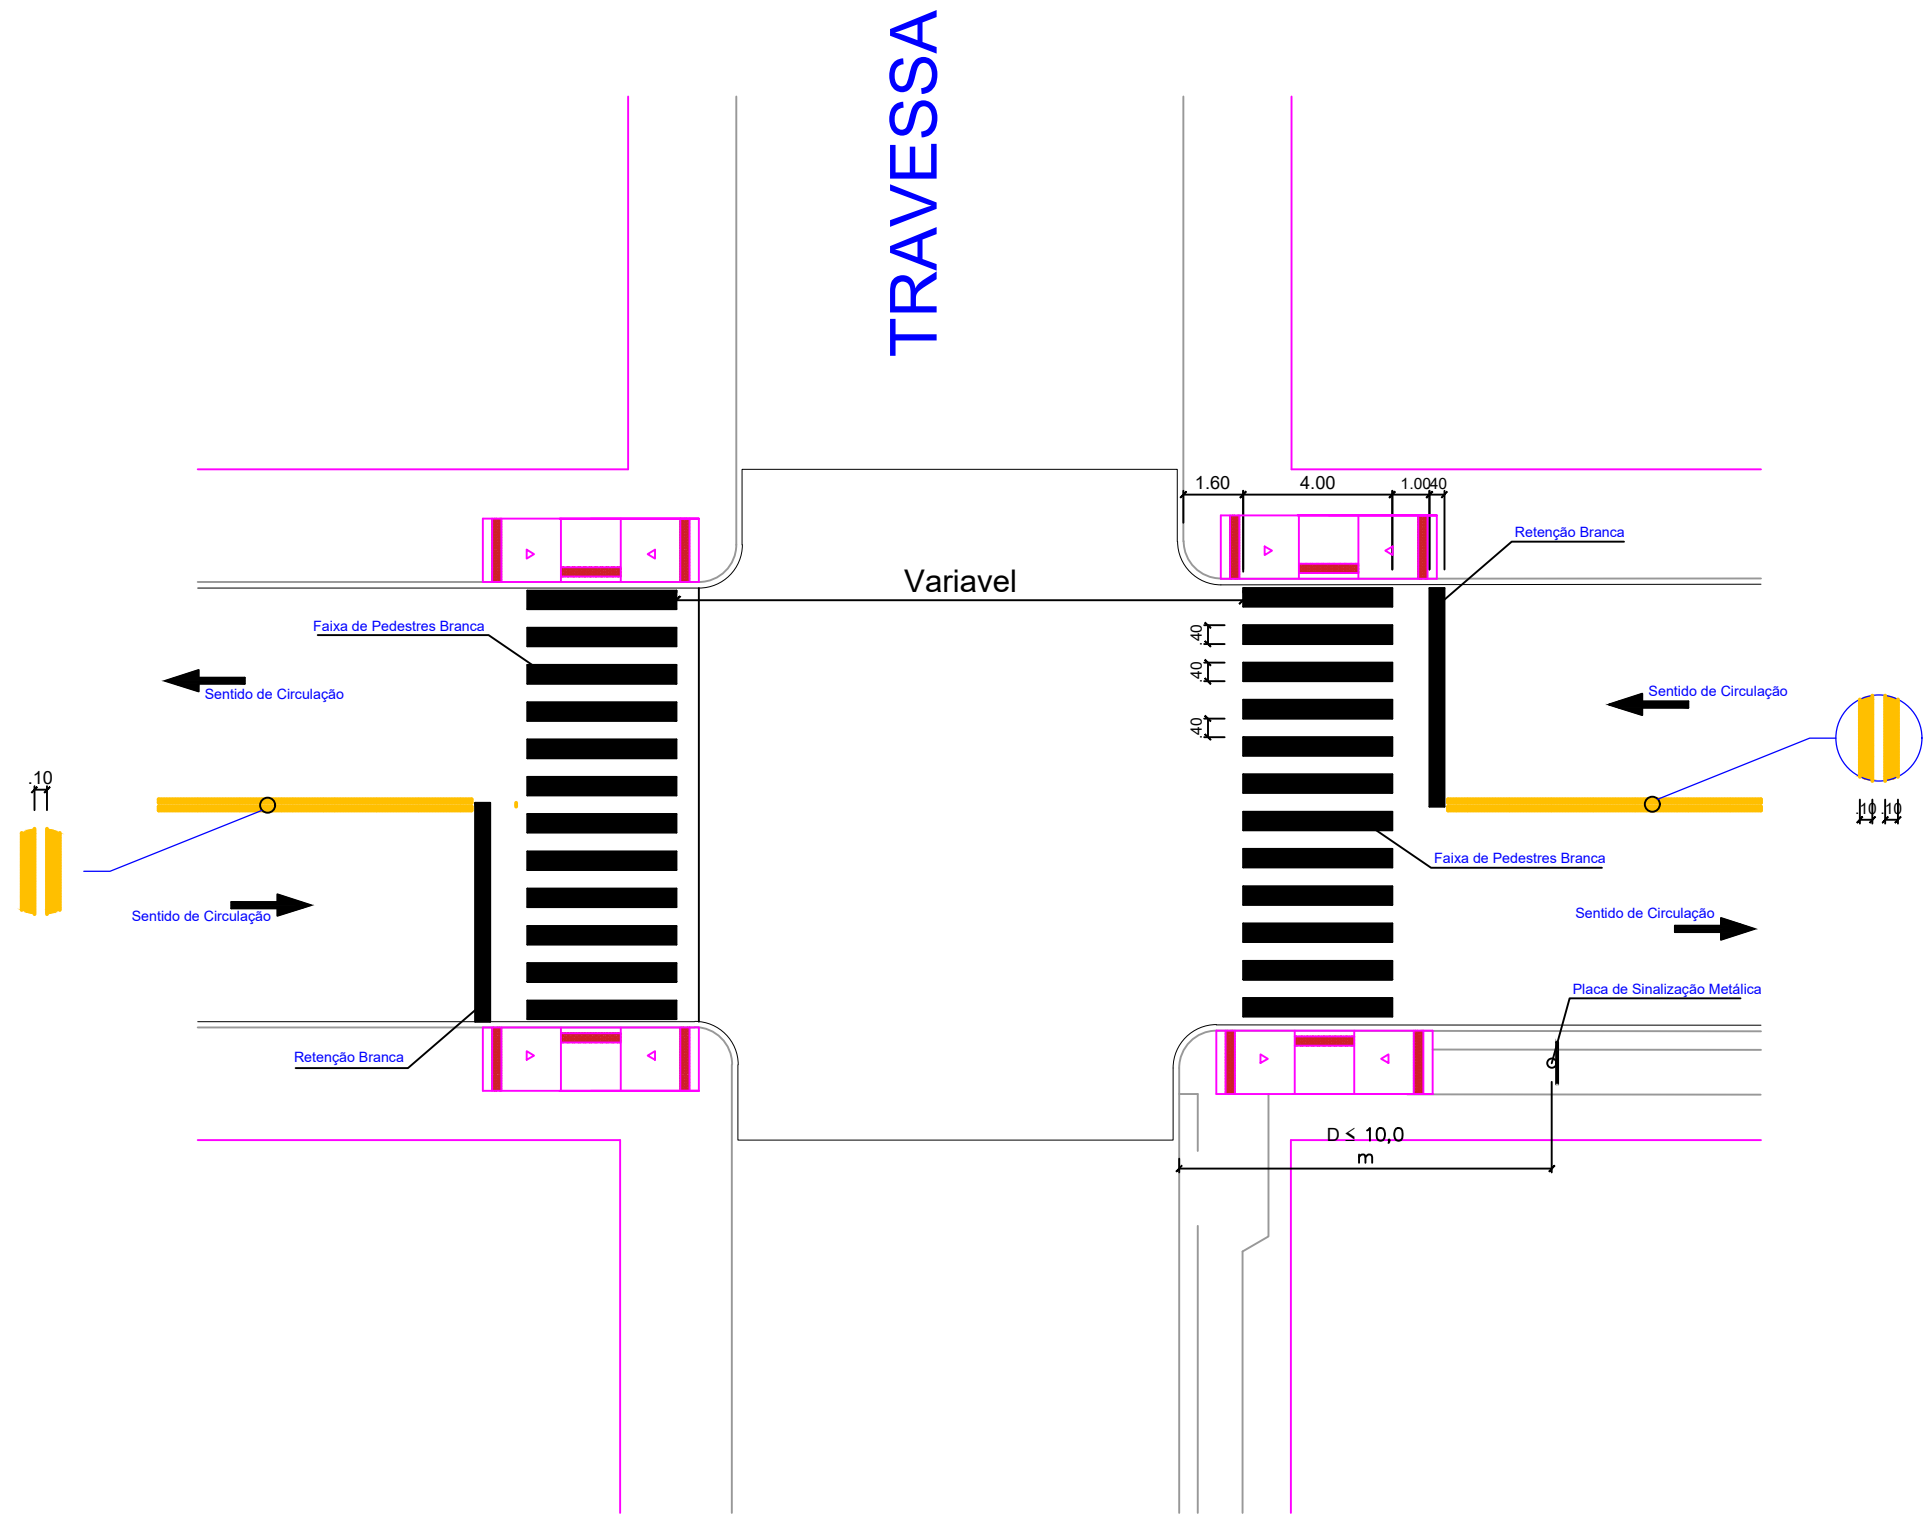 TRAVESSA
1.60
4.00
1.00
.40
Retenção Branca
Variavel
Faixa de Pedestres Branca
.40
.40
.40
Sentido de Circulação
Sentido de Circulação
.10
.10
.10
Faixa de Pedestres Branca
Sentido de Circulação
Sentido de Circulação
Placa de Sinalização Metálica
Retenção Branca
D ≤ 10,0
m